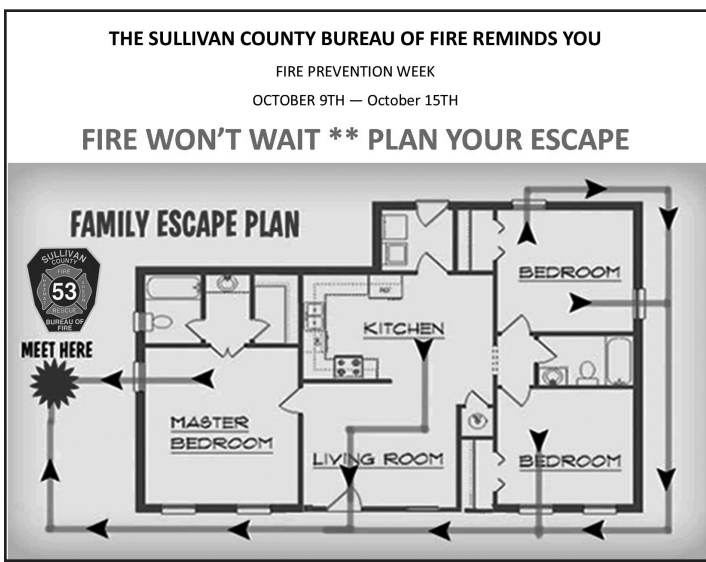 THE SULLIVAN COUNTY BUREAU OF FIRE REMINDS YOU
FIRE PREVENTION WEEK
OCTOBER 9TH — October 15TH
FIRE WON'T WAIT ** PLAN YOUR ESCAPE
FAMILY ESCAPE PLAN
SULLIVAN
COUNTY
FIRE
53
RESCUE
BUREAU OF
FIRE
MEET HERE
BEDROOM
REF
KITCHEN
MASTER
BEDROOM
LIVING ROOM
BEDROOM